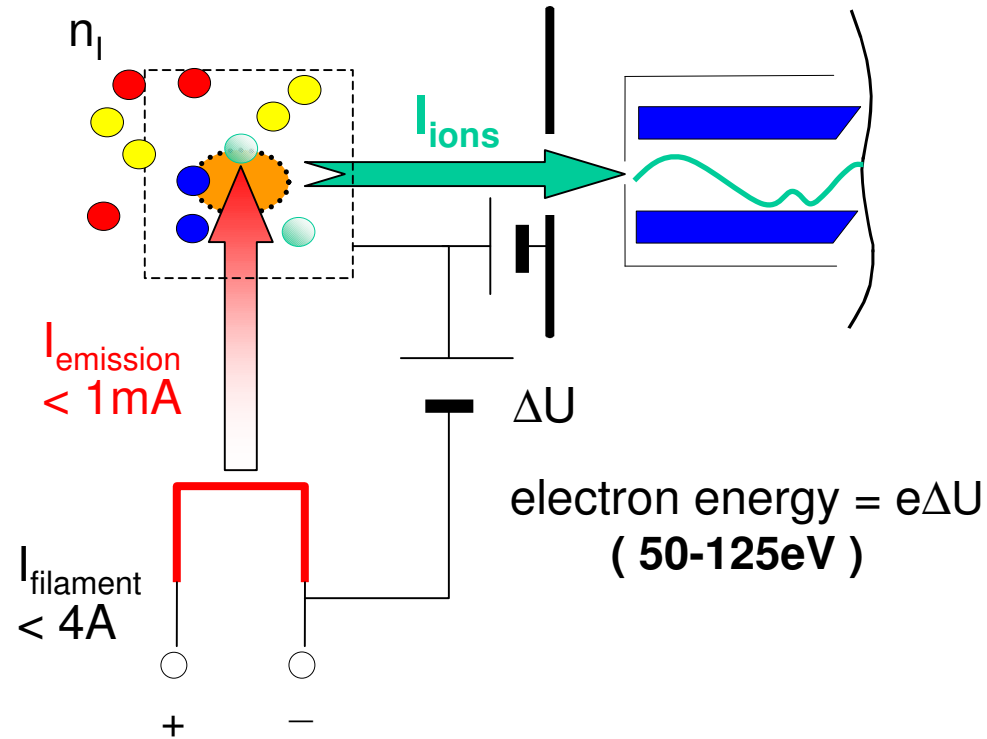 n_I
I_ions
I_emission
< 1mA
ΔU
electron energy = eΔU
( 50-125eV )
I_filament
< 4A
+ —